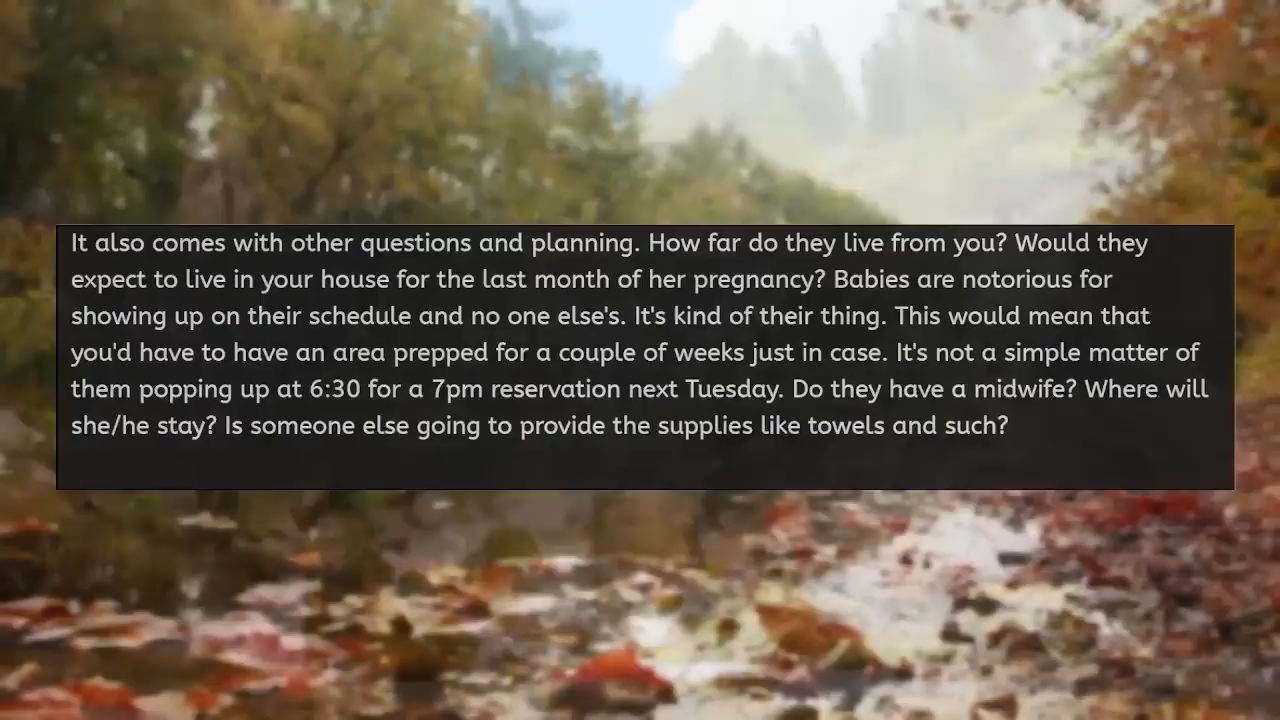 It also comes with other questions and planning. How far do they live from you? Would they
expect to live in your house for the last month of her pregnancy? Babies are notorious for
showing up on their schedule and no one else's. It's kind of their thing. This would mean that
you'd have to have an area prepped for a couple of weeks just in case. It's not a simple matter of
them popping up at 6:30 for a 7pm reservation next Tuesday. Do they have a midwife? Where will
she/he stay? Is someone else going to provide the supplies like towels and such?